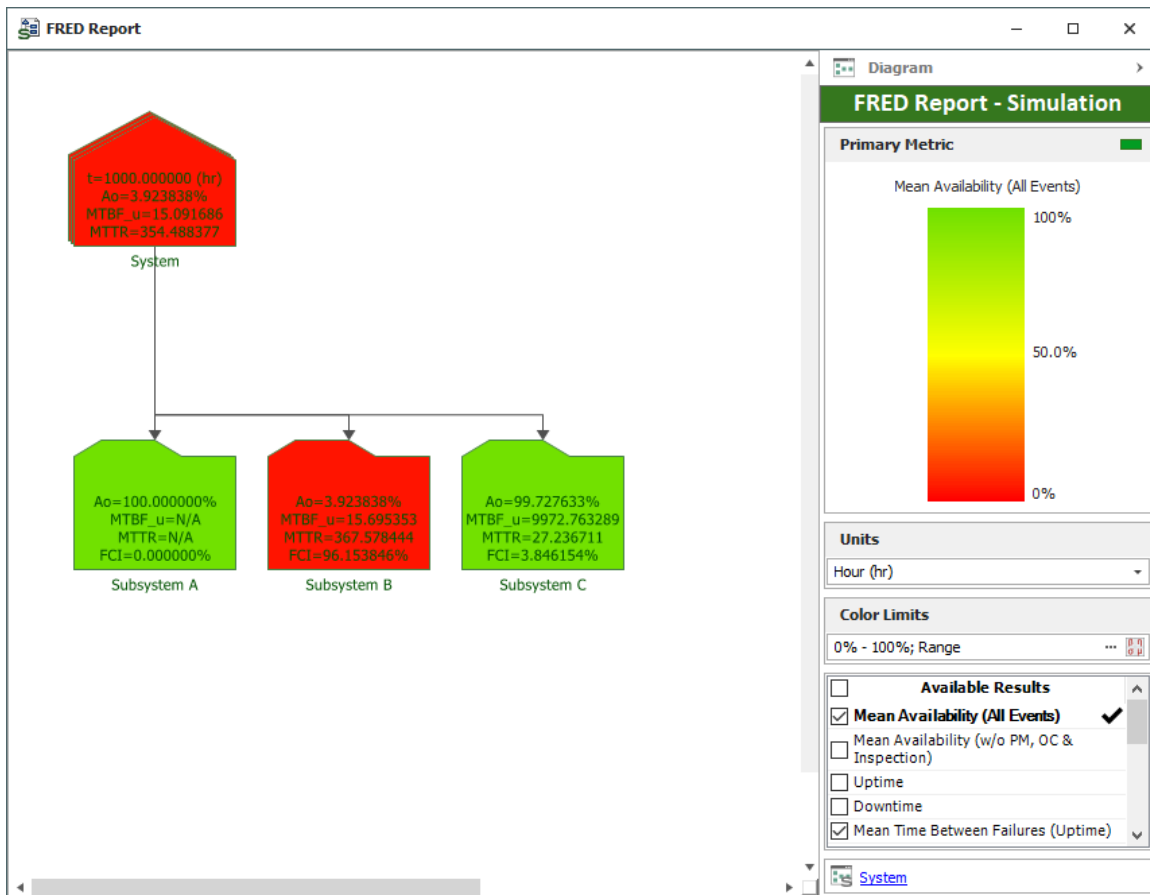 FRED Report
t=1000.000000 (hr)
Ao=3.923838%
MTBF_u=15.091686
MTTR=354.488377
System
Ao=100.000000%
MTBF_u=N/A
MTTR=N/A
FCI=0.000000%
Subsystem A
Ao=3.923838%
MTBF_u=15.695353
MTTR=367.578444
FCI=96.153846%
Subsystem B
Ao=99.727633%
MTBF_u=9972.763289
MTTR=27.236711
FCI=3.846154%
Subsystem C
Diagram
FRED Report - Simulation
Primary Metric
Mean Availability (All Events)
100%
50.0%
0%
Units
Hour (hr)
Color Limits
0% - 100%; Range
Available Results
Mean Availability (All Events)
Mean Availability (w/o PM, OC &
Inspection)
Uptime
Downtime
Mean Time Between Failures (Uptime)
System